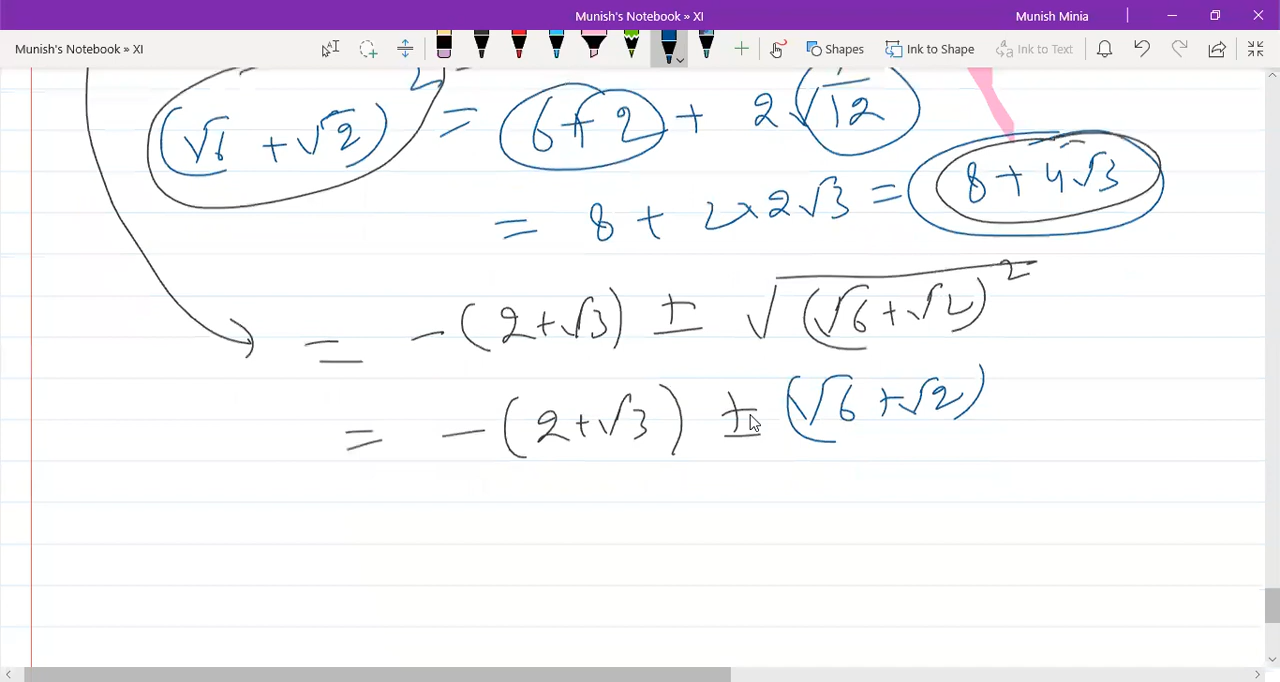 Munish's Notebook » XI
Munish Minia
Munish's Notebook » XI
Shapes
Ink to Shape
Ink to Text
(√6 + √2)² = 6 + 2 + 2√12
= 8 + 2×2√3 = 8 + 4√3
= -(2+√3) ± √(√6+√2)²
= -(2+√3) ± (√6+√2)